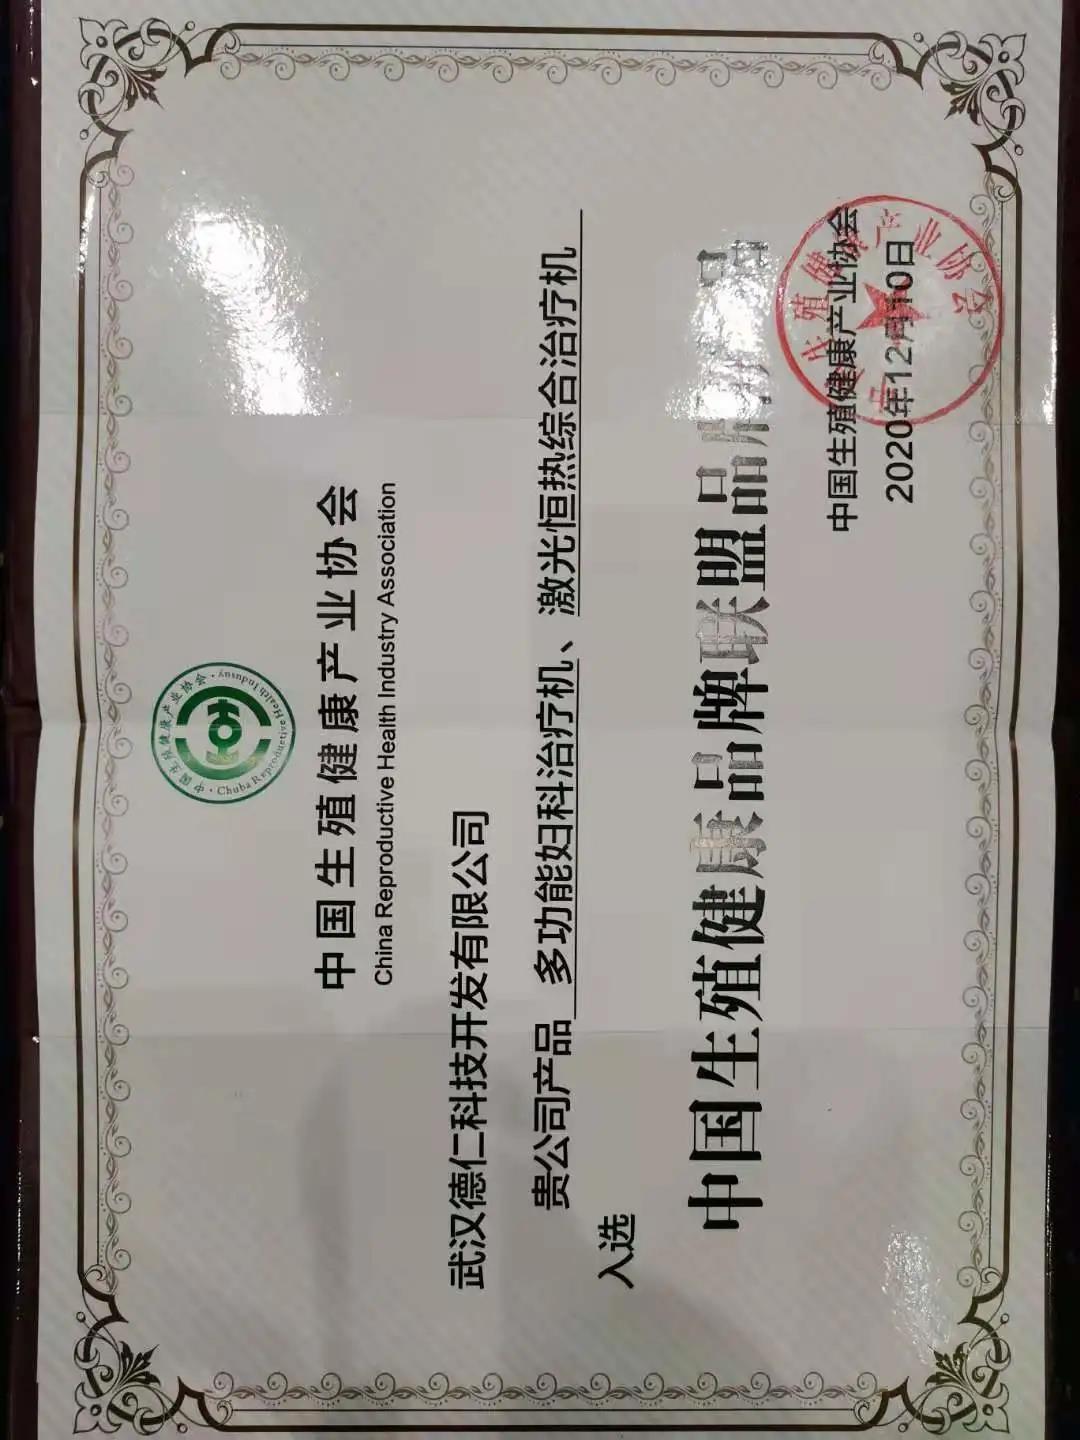 中国生殖健康产业协会
China Reproductive Health Industry Association
武汉德仁科技开发有限公司
贵公司产品 多功能妇科治疗机、激光恒热综合治疗机
入选
中国生殖健康品牌联盟品牌
中国生殖健康产业协会
2020年12月10日